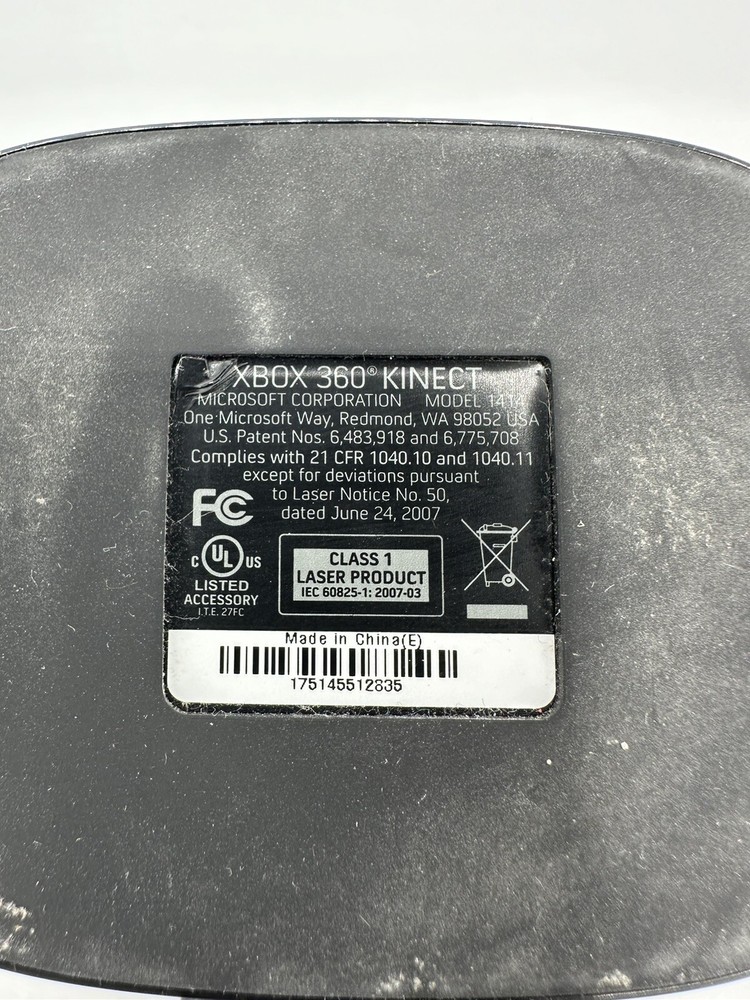 XBOX 360® KINECT
MICROSOFT CORPORATION MODEL 1414
One Microsoft Way, Redmond, WA 98052 USA
U.S. Patent Nos. 6,483,918 and 6,775,708
Complies with 21 CFR 1040.10 and 1040.11
except for deviations pursuant
to Laser Notice No. 50,
dated June 24, 2007
FC
C UL US
LISTED
ACCESSORY
I.T.E. 27FC
CLASS 1
LASER PRODUCT
IEC 60825-1: 2007-03
Made in China(E)
175145512835